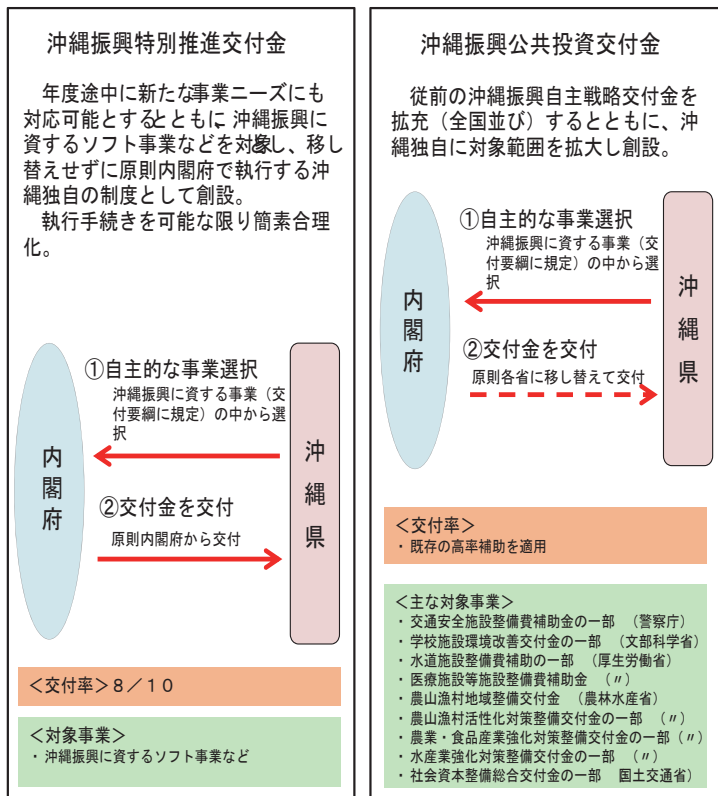 沖縄振興特別推進交付金
年度途中に新たな事業ニーズにも
対応可能とするとともに、沖縄振興に
資するソフト事業などを対象とし、移し
替えせずに原則内閣府で執行する沖
縄独自の制度として創設。
執行手続きを可能な限り簡素合理
化。
①自主的な事業選択
沖縄振興に資する事業（交
付要綱に規定）の中から選
択
内閣府
沖縄県
②交付金を交付
原則内閣府から交付
＜交付率＞８／１０
＜対象事業＞
・沖縄振興に資するソフト事業など
沖縄振興公共投資交付金
従前の沖縄振興自主戦略交付金を
拡充（全国並び）するとともに、沖
縄独自に対象範囲を拡大し創設。
①自主的な事業選択
沖縄振興に資する事業（交
付要綱に規定）の中から選
択
内閣府
沖縄県
②交付金を交付
原則各省に移し替えて交付
＜交付率＞
・既存の高率補助を適用
＜主な対象事業＞
・交通安全施設整備費補助金の一部　（警察庁）
・学校施設環境改善交付金の一部　（文部科学省）
・水道施設整備費補助の一部　（厚生労働省）
・医療施設等施設整備費補助金　（〃）
・農山漁村地域整備交付金　（農林水産省）
・農山漁村活性化対策整備交付金の一部　（〃）
・農業・食品産業強化対策整備交付金の一部（〃）
・水産業強化対策整備交付金の一部　（〃）
・社会資本整備総合交付金の一部　国土交通省）